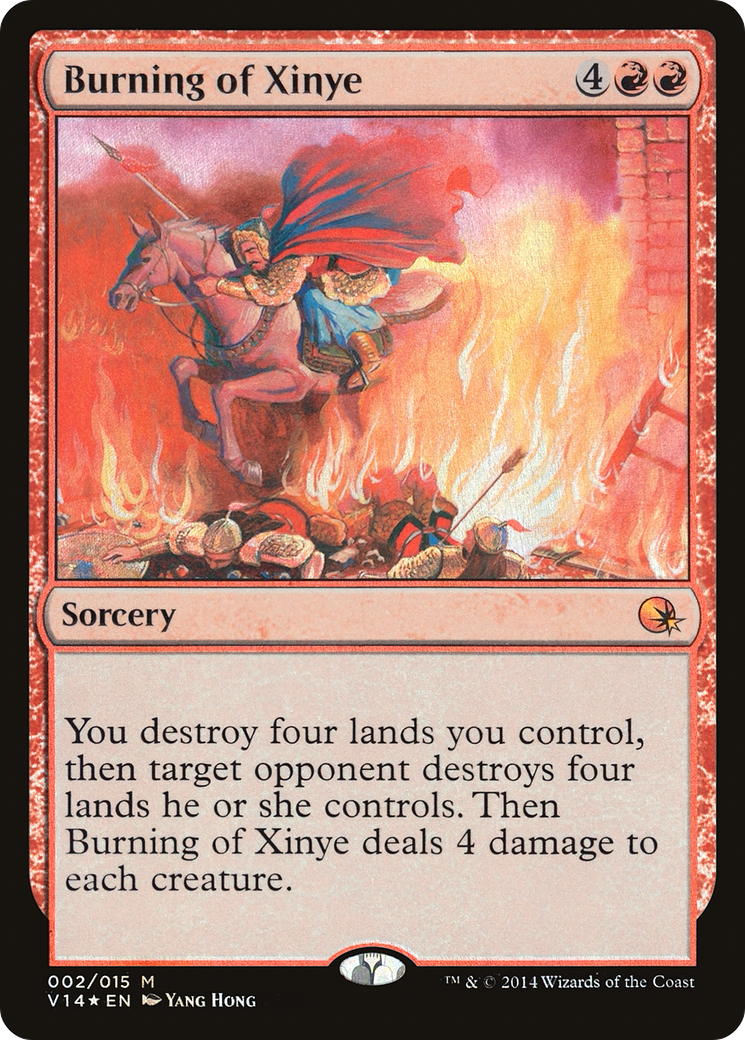 Burning of Xinye 4
Sorcery
You destroy four lands you control,
then target opponent destroys four
lands he or she controls. Then
Burning of Xinye deals 4 damage to
each creature.
002/015 M
V14★EN Yang Hong
™ & © 2014 Wizards of the Coast